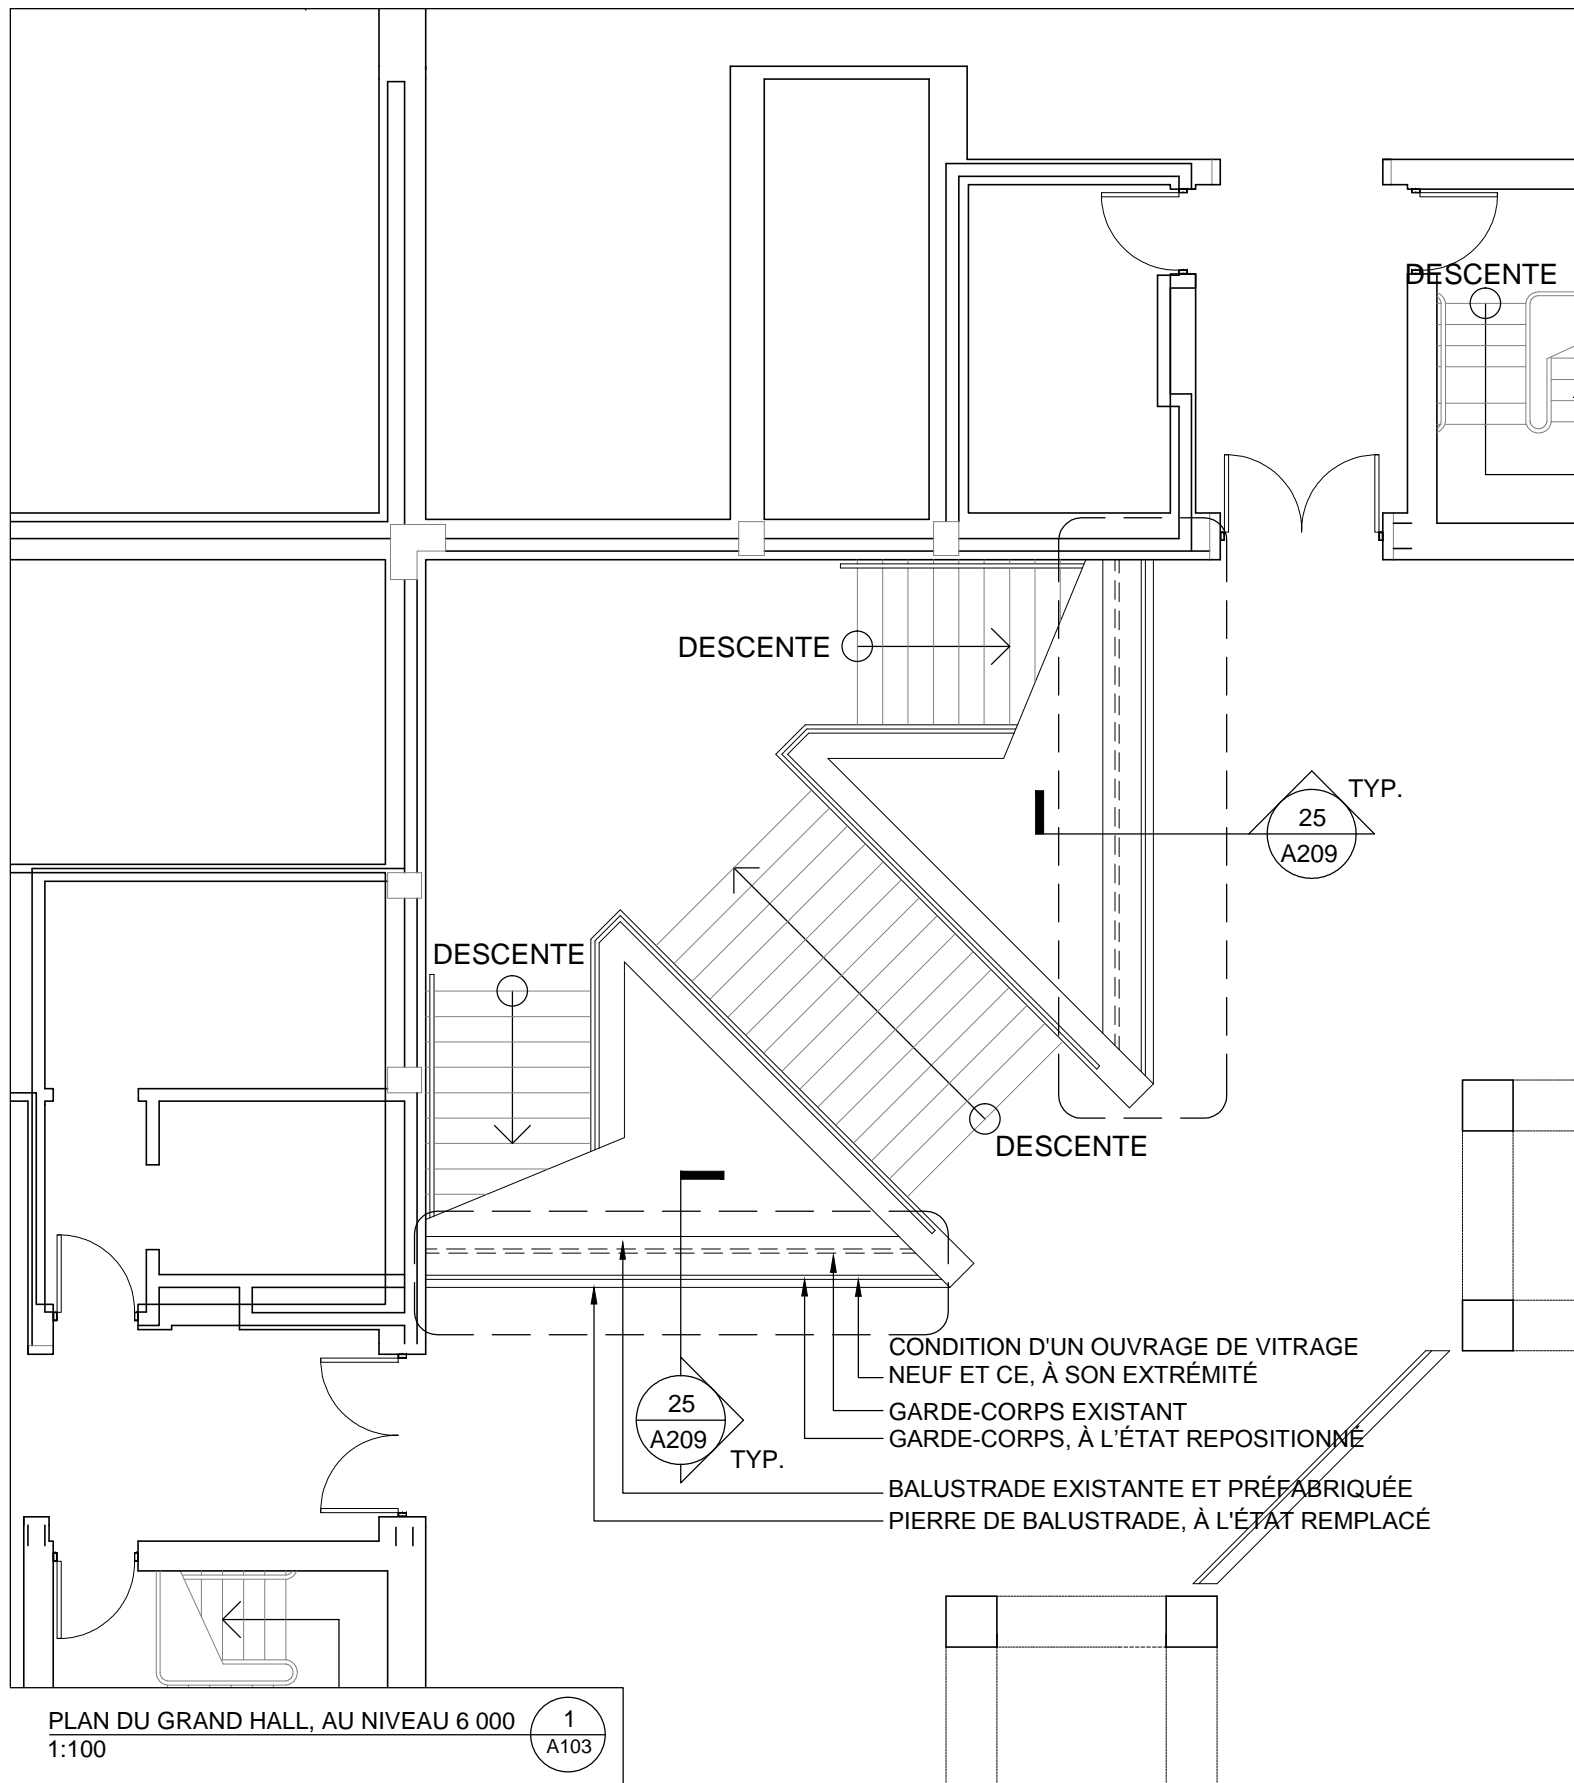 DESCENTE
DESCENTE
TYP.
25
A209
DESCENTE
DESCENTE
CONDITION D'UN OUVRAGE DE VITRAGE
NEUF ET CE, À SON EXTRÉMITÉ
25
A209
TYP.
GARDE-CORPS EXISTANT
GARDE-CORPS, À L'ÉTAT REPOSITIONNÉ
BALUSTRADE EXISTANTE ET PRÉFABRIQUÉE
PIERRE DE BALUSTRADE, À L'ÉTAT REMPLACÉ
PLAN DU GRAND HALL, AU NIVEAU 6 000
1:100
1
A103